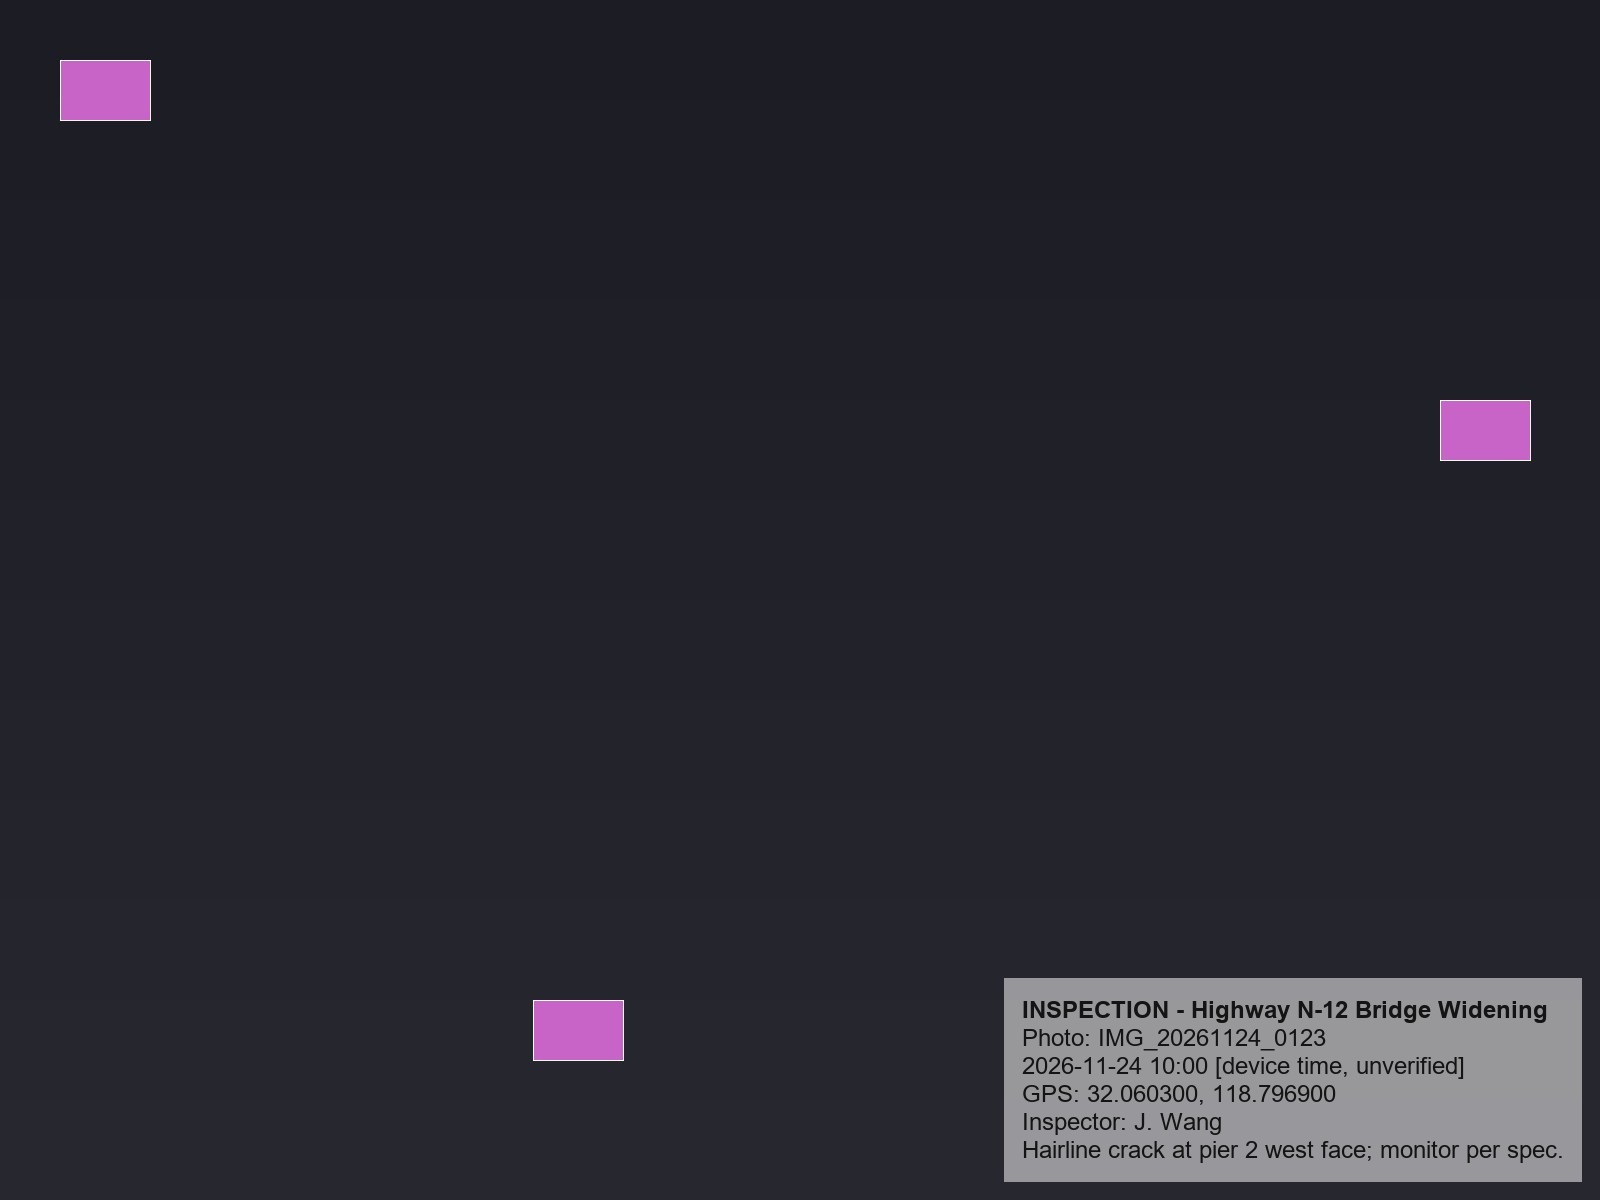 INSPECTION - Highway N-12 Bridge Widening
Photo: IMG_20261124_0123
2026-11-24 10:00 [device time, unverified]
GPS: 32.060300, 118.796900
Inspector: J. Wang
Hairline crack at pier 2 west face; monitor per spec.